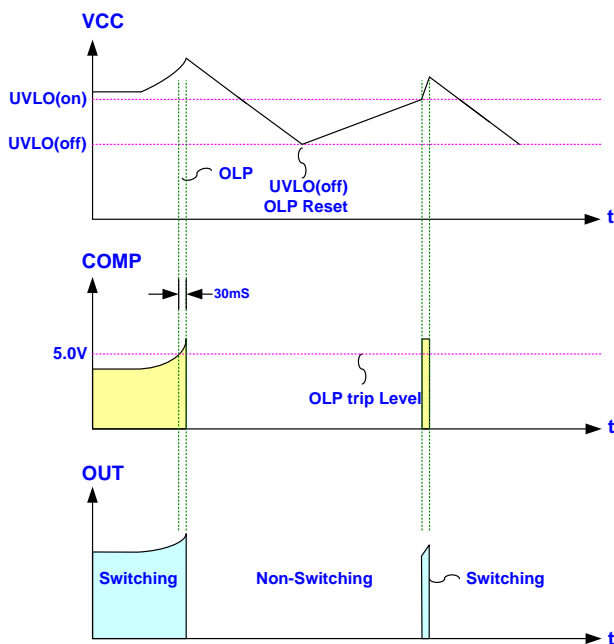 VCC
UVLO(on)
UVLO(off)
OLP
UVLO(off)
OLP Reset
t
COMP
30mS
5.0V
OLP trip Level
t
OUT
Switching
Non-Switching
Switching
t